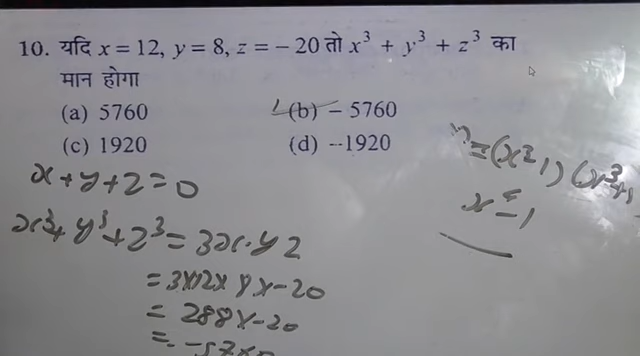 10. यदि x = 12, y = 8, z = – 20 तो x³ + y³ + z³ का
मान होगा
(a) 5760 (b) – 5760
(c) 1920 (d) –1920
x+y+z=0
x³+y³+z³ = 3x·yz
= 3×12×8×-20
= 288×-20